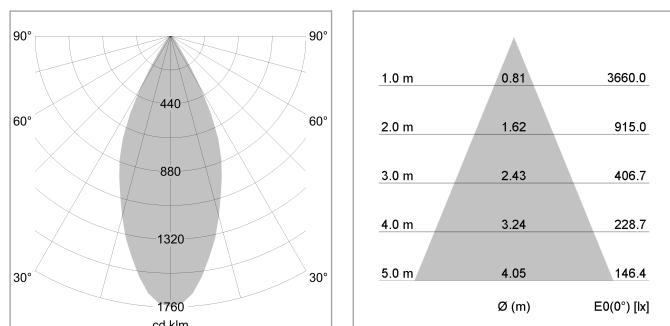 90° 90°
440
60° 60°
880
1320
30° 30°
1760
cd klm
1.0 m 0.81 3660.0
2.0 m 1.62 915.0
3.0 m 2.43 406.7
4.0 m 3.24 228.7
5.0 m 4.05 146.4
Ø (m) E0(0°) [lx]